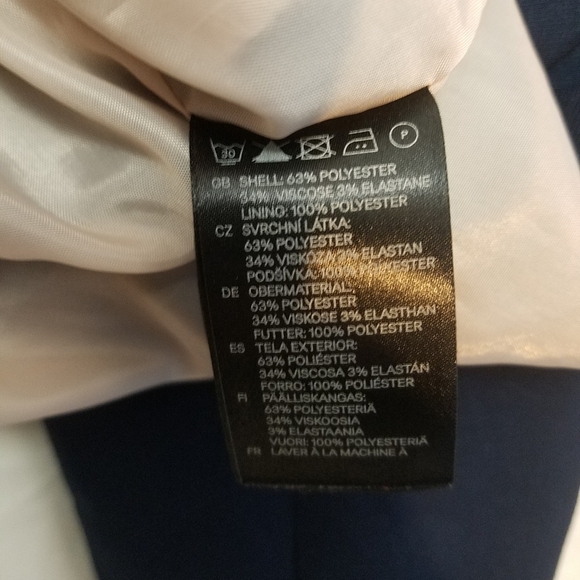 30
P
GB SHELL: 63% POLYESTER
34% VISCOSE 3% ELASTANE
LINING: 100% POLYESTER
CZ SVRCHNÍ LÁTKA:
63% POLYESTER
34% VISKÓZA 3% ELASTAN
PODŠÍVKA: 100% POLYESTER
DE OBERMATERIAL:
63% POLYESTER
34% VISKOSE 3% ELASTHAN
FUTTER: 100% POLYESTER
ES TELA EXTERIOR:
63% POLIÉSTER
34% VISCOSA 3% ELASTÁN
FORRO: 100% POLIÉSTER
FI PÄÄLLISKANGAS:
63% POLYESTERIÄ
34% VISKOOSIA
3% ELASTAANIA
VUORI: 100% POLYESTERIÄ
FR LAVER À LA MACHINE À